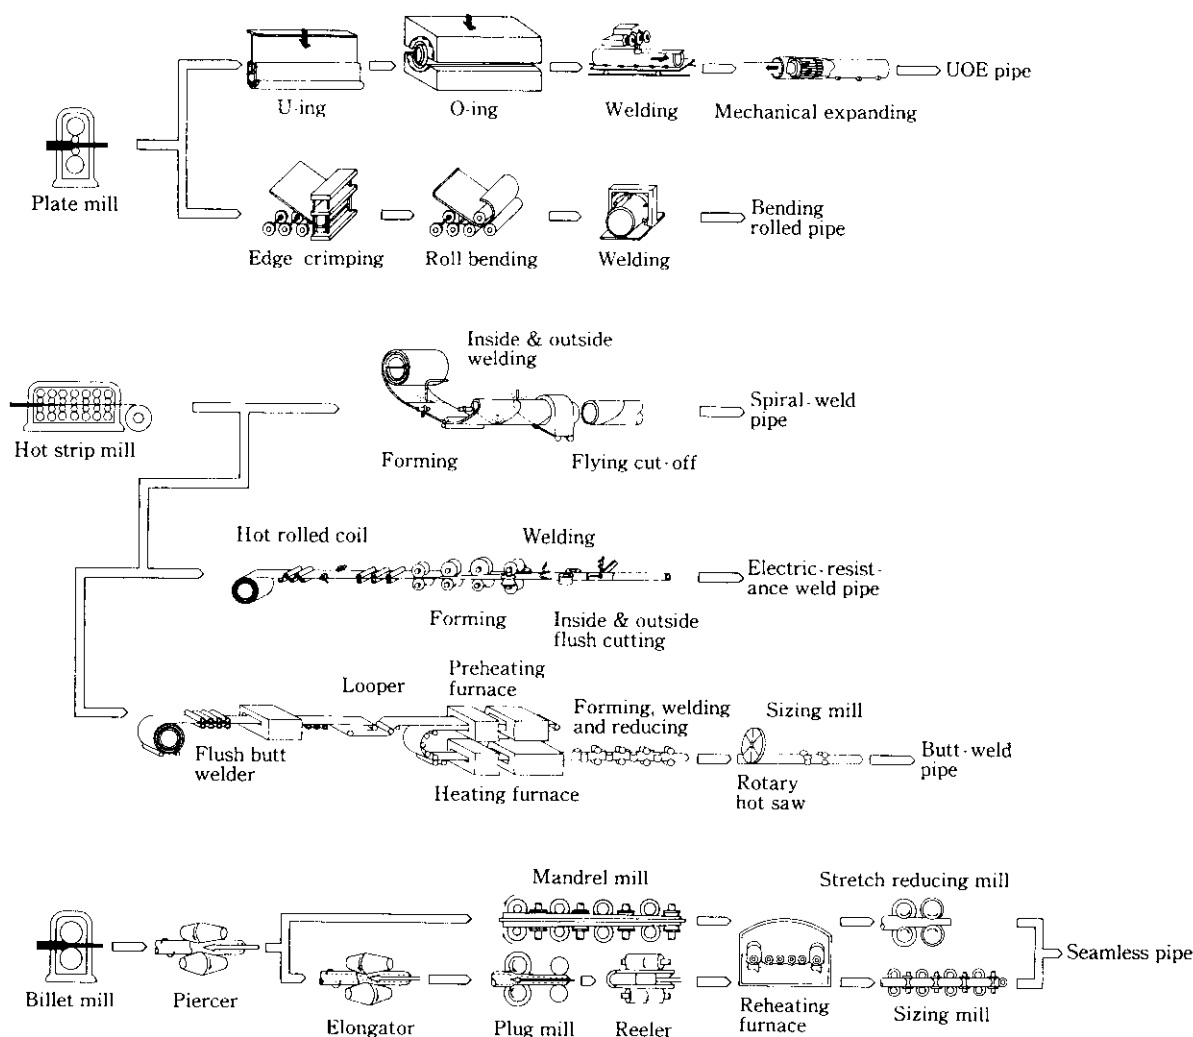 U-ing
O-ing
Welding
Mechanical expanding
UOE pipe
Plate mill
Edge crimping
Roll bending
Welding
Bending
rolled pipe
Inside & outside
welding
Hot strip mill
Forming
Flying cut-off
Spiral-weld
pipe
Hot rolled coil
Welding
Forming
Inside & outside
flush cutting
Electric-resist-
ance weld pipe
Looper
Preheating
furnace
Forming, welding
and reducing
Sizing mill
Flush butt
welder
Heating furnace
Rotary
hot saw
Butt-weld
pipe
Mandrel mill
Stretch reducing mill
Billet mill
Piercer
Elongator
Plug mill
Reeler
Reheating
furnace
Sizing mill
Seamless pipe